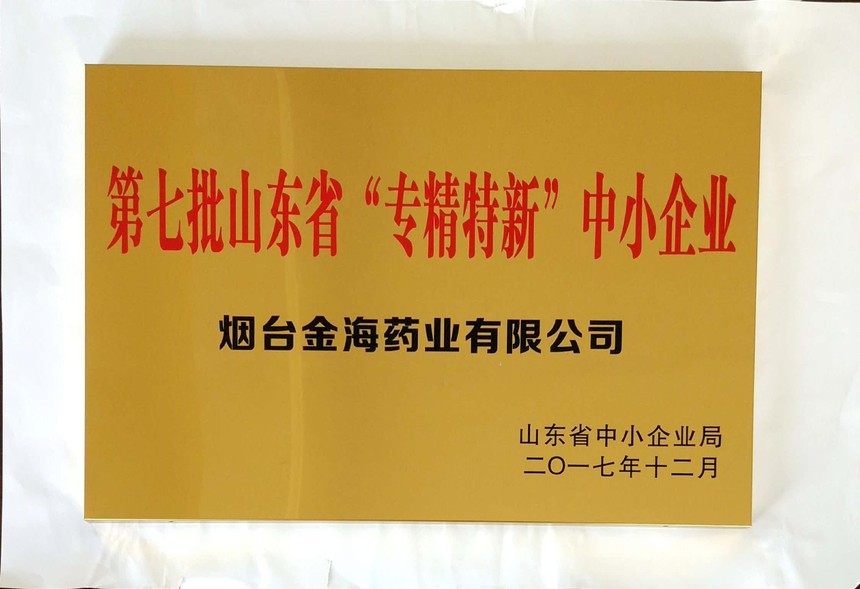 第七批山东省“专精特新”中小企业
烟台金海药业有限公司
山东省中小企业局
二〇一七年十二月